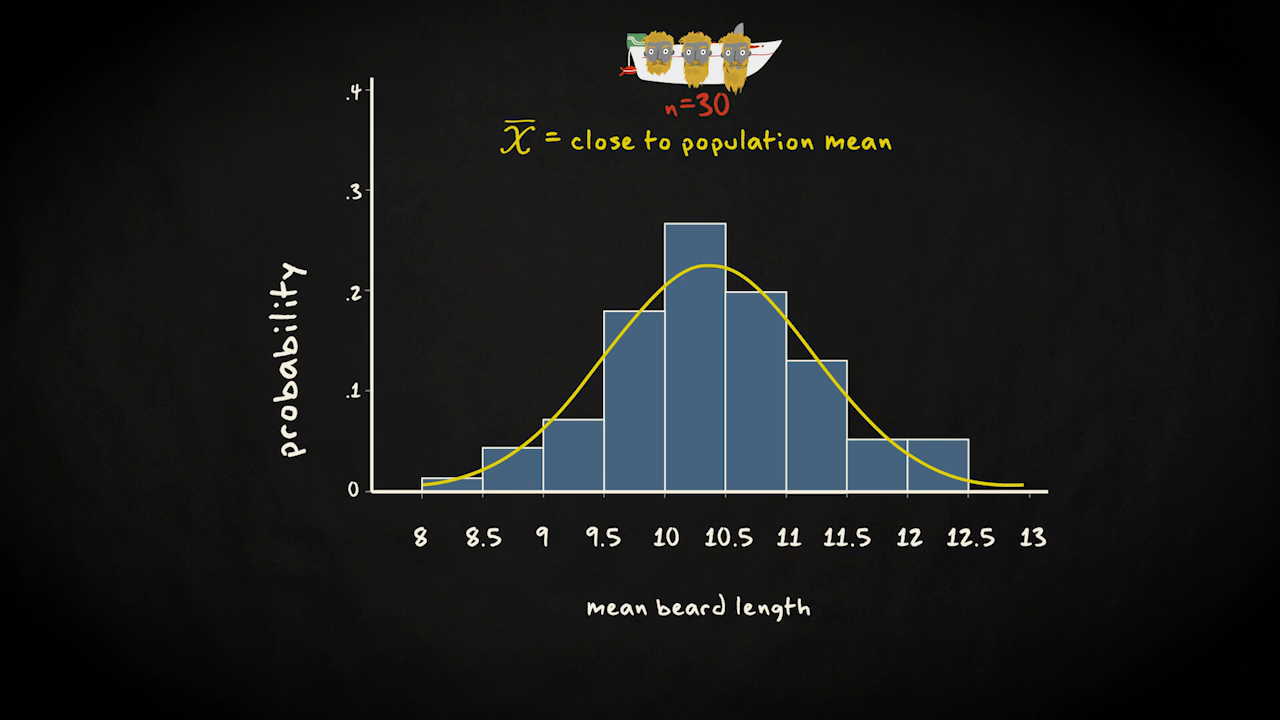 n=30
x̄ = close to population mean
.4
.3
.2
.1
0
probability
8 8.5 9 9.5 10 10.5 11 11.5 12 12.5 13
mean beard length